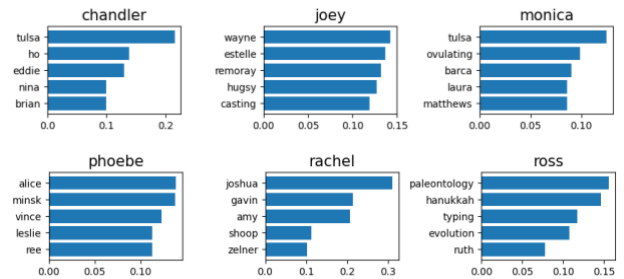 chandler
tulsa
ho
eddie
nina
brian
0.0 0.1 0.2
joey
wayne
estelle
remoray
hugsy
casting
0.00 0.05 0.10 0.15
monica
tulsa
ovulating
barca
laura
matthews
0.00 0.05 0.10
phoebe
alice
minsk
vince
leslie
ree
0.00 0.05 0.10
rachel
joshua
gavin
amy
shoop
zelner
0.0 0.1 0.2 0.3
ross
paleontology
hanukkah
typing
evolution
ruth
0.00 0.05 0.10 0.15